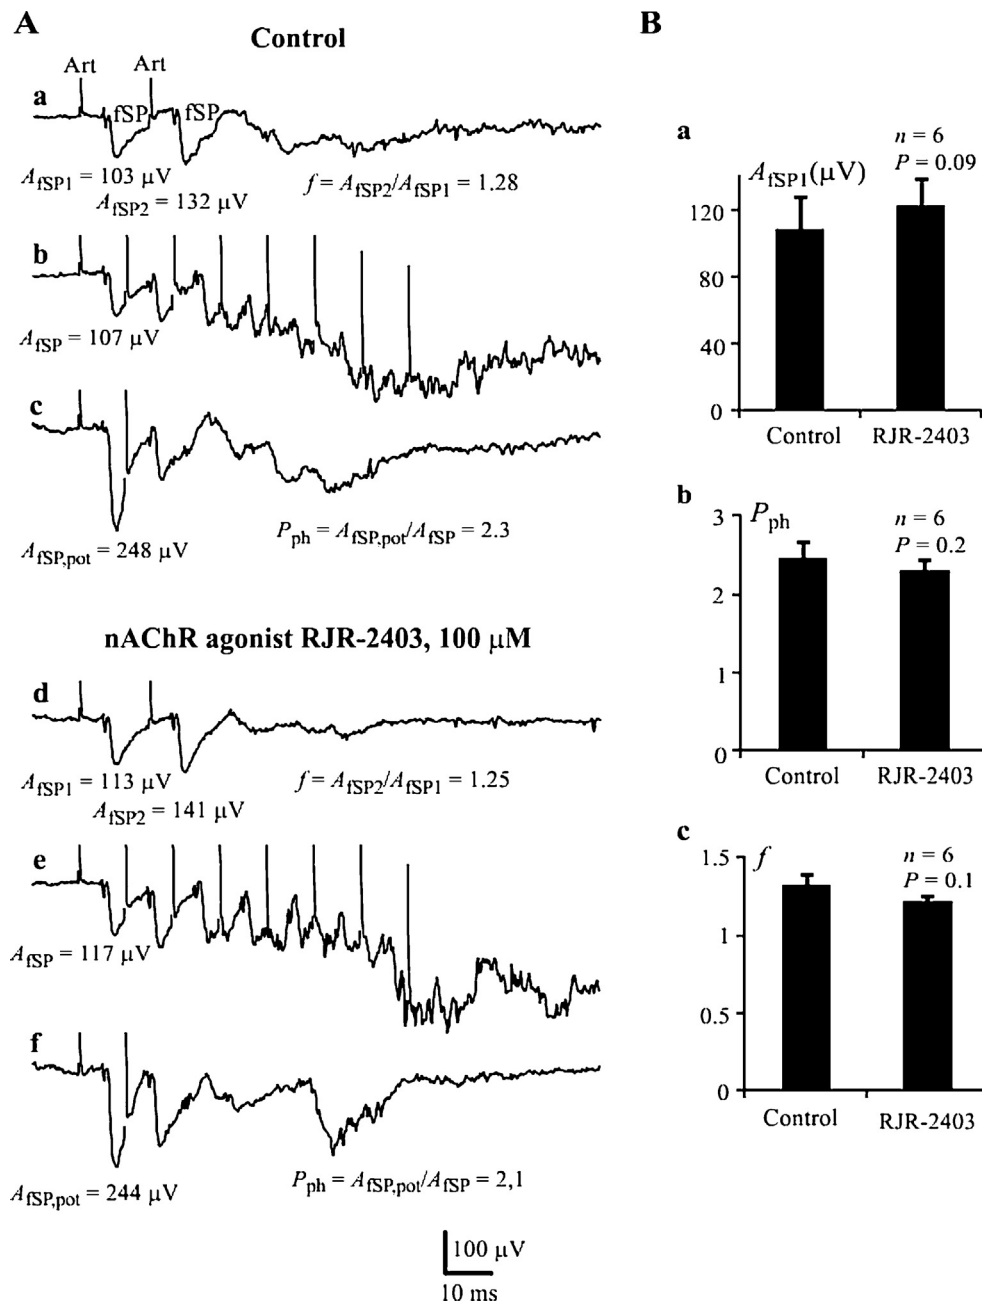 A
Control
Art Art
a
fSP fSP
AfSP1 = 103 µV
AfSP2 = 132 µV
f = AfSP2/AfSP1 = 1.28
b
AfSP = 107 µV
c
AfSP,pot = 248 µV
Pph = AfSP,pot/AfSP = 2.3
nAChR agonist RJR-2403, 100 µM
d
AfSP1 = 113 µV
AfSP2 = 141 µV
f = AfSP2/AfSP1 = 1.25
e
AfSP = 117 µV
f
AfSP,pot = 244 µV
Pph = AfSP,pot/AfSP = 2,1
100 µV
10 ms
B
a
AfSP1(µV)
n = 6
P = 0.09
120
80
40
0
Control RJR-2403
b
Pph
n = 6
P = 0.2
3
2
1
0
Control RJR-2403
c
f
n = 6
P = 0.1
1.5
1
0.5
0
Control RJR-2403